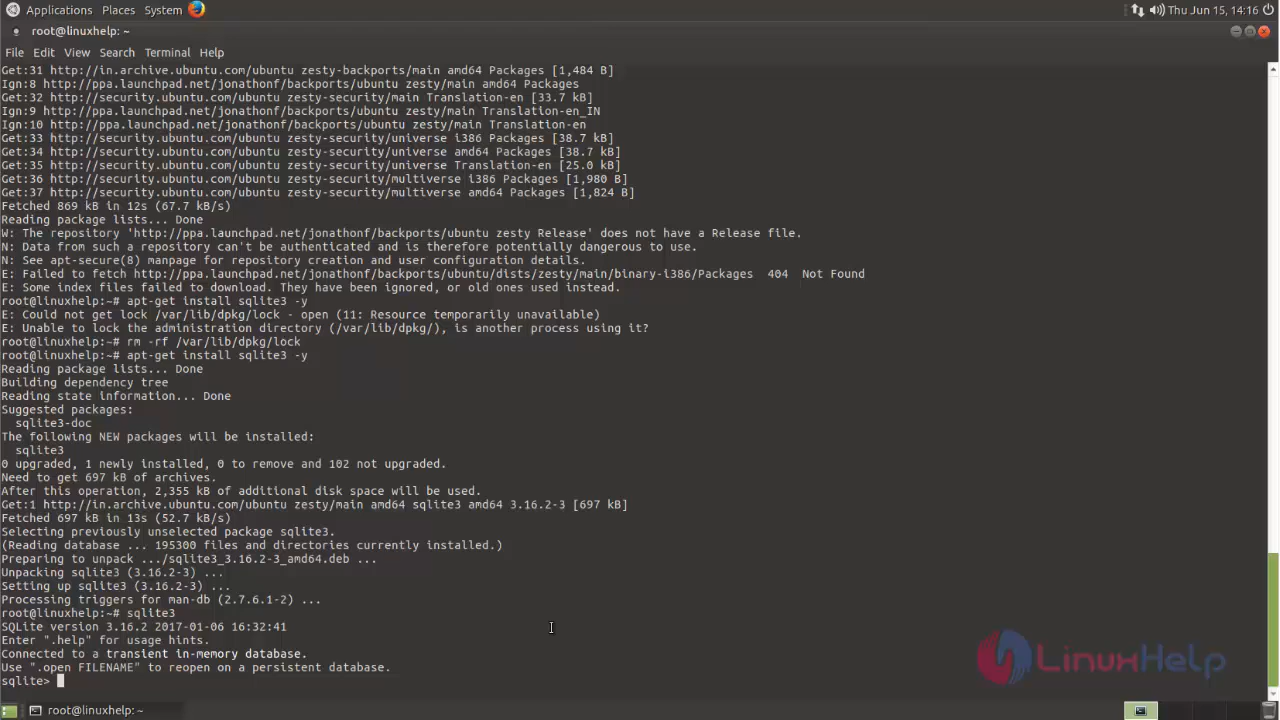 Applications Places System Thu Jun 15, 14:16
root@linuxhelp: ~
File Edit View Search Terminal Help
Get:31 http://in.archive.ubuntu.com/ubuntu zesty-backports/main amd64 Packages [1,484 B]
Ign:8 http://ppa.launchpad.net/jonathonf/backports/ubuntu zesty/main amd64 Packages
Get:32 http://security.ubuntu.com/ubuntu zesty-security/main Translation-en [33.7 kB]
Ign:9 http://ppa.launchpad.net/jonathonf/backports/ubuntu zesty/main Translation-en_IN
Ign:10 http://ppa.launchpad.net/jonathonf/backports/ubuntu zesty/main Translation-en
Get:33 http://security.ubuntu.com/ubuntu zesty-security/universe i386 Packages [38.7 kB]
Get:34 http://security.ubuntu.com/ubuntu zesty-security/universe amd64 Packages [38.7 kB]
Get:35 http://security.ubuntu.com/ubuntu zesty-security/universe Translation-en [25.0 kB]
Get:36 http://security.ubuntu.com/ubuntu zesty-security/multiverse i386 Packages [1,980 B]
Get:37 http://security.ubuntu.com/ubuntu zesty-security/multiverse amd64 Packages [1,824 B]
Fetched 869 kB in 12s (67.7 kB/s)
Reading package lists... Done
W: The repository 'http://ppa.launchpad.net/jonathonf/backports/ubuntu zesty Release' does not have a Release file.
N: Data from such a repository can't be authenticated and is therefore potentially dangerous to use.
N: See apt-secure(8) manpage for repository creation and user configuration details.
E: Failed to fetch http://ppa.launchpad.net/jonathonf/backports/ubuntu/dists/zesty/main/binary-i386/Packages  404  Not Found
E: Some index files failed to download. They have been ignored, or old ones used instead.
root@linuxhelp:~# apt-get install sqlite3 -y
E: Could not get lock /var/lib/dpkg/lock - open (11: Resource temporarily unavailable)
E: Unable to lock the administration directory (/var/lib/dpkg/), is another process using it?
root@linuxhelp:~# rm -rf /var/lib/dpkg/lock
root@linuxhelp:~# apt-get install sqlite3 -y
Reading package lists... Done
Building dependency tree
Reading state information... Done
Suggested packages:
  sqlite3-doc
The following NEW packages will be installed:
  sqlite3
0 upgraded, 1 newly installed, 0 to remove and 102 not upgraded.
Need to get 697 kB of archives.
After this operation, 2,355 kB of additional disk space will be used.
Get:1 http://in.archive.ubuntu.com/ubuntu zesty/main amd64 sqlite3 amd64 3.16.2-3 [697 kB]
Fetched 697 kB in 13s (52.7 kB/s)
Selecting previously unselected package sqlite3.
(Reading database ... 195300 files and directories currently installed.)
Preparing to unpack .../sqlite3_3.16.2-3_amd64.deb ...
Unpacking sqlite3 (3.16.2-3) ...
Setting up sqlite3 (3.16.2-3) ...
Processing triggers for man-db (2.7.6.1-2) ...
root@linuxhelp:~# sqlite3
SQLite version 3.16.2 2017-01-06 16:32:41
Enter ".help" for usage hints.
Connected to a transient in-memory database.
Use ".open FILENAME" to reopen on a persistent database.
sqlite>
LinuxHelp
root@linuxhelp: ~